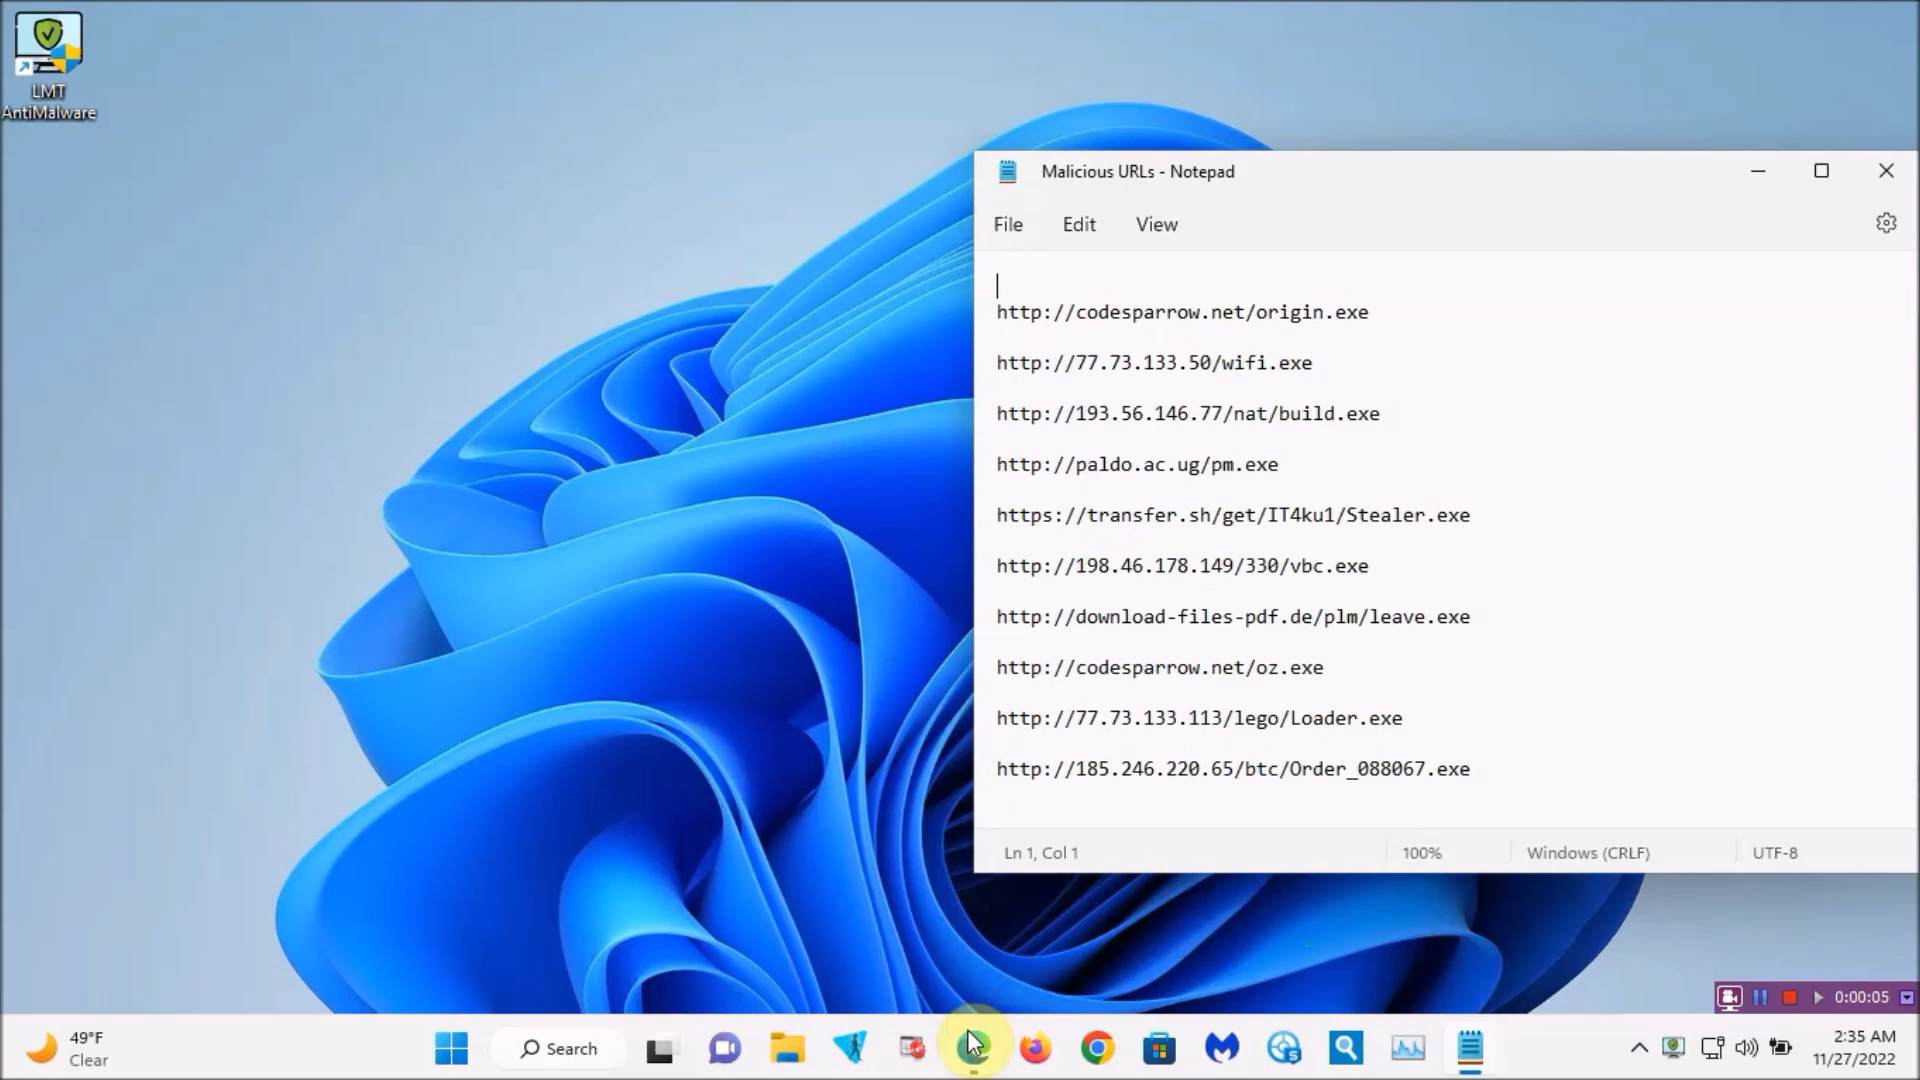 LMT
AntiMalware
Malicious URLs - Notepad
File Edit View
http://codesparrow.net/origin.exe
http://77.73.133.50/wifi.exe
http://193.56.146.77/nat/build.exe
http://paldo.ac.ug/pm.exe
https://transfer.sh/get/IT4ku1/Stealer.exe
http://198.46.178.149/330/vbc.exe
http://download-files-pdf.de/plm/leave.exe
http://codesparrow.net/oz.exe
http://77.73.133.113/lego/Loader.exe
http://185.246.220.65/btc/Order_088067.exe
Ln 1, Col 1 100% Windows (CRLF) UTF-8
0:00:05
49°F
Clear
Search
2:35 AM
11/27/2022